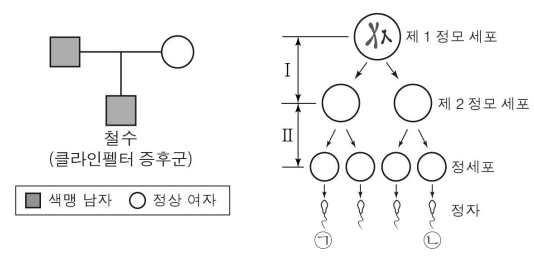 철수
(클라인펠터 증후군)
색맹 남자
정상 여자
제 1 정모 세포
I
제 2 정모 세포
II
정세포
정자
㉠
㉡